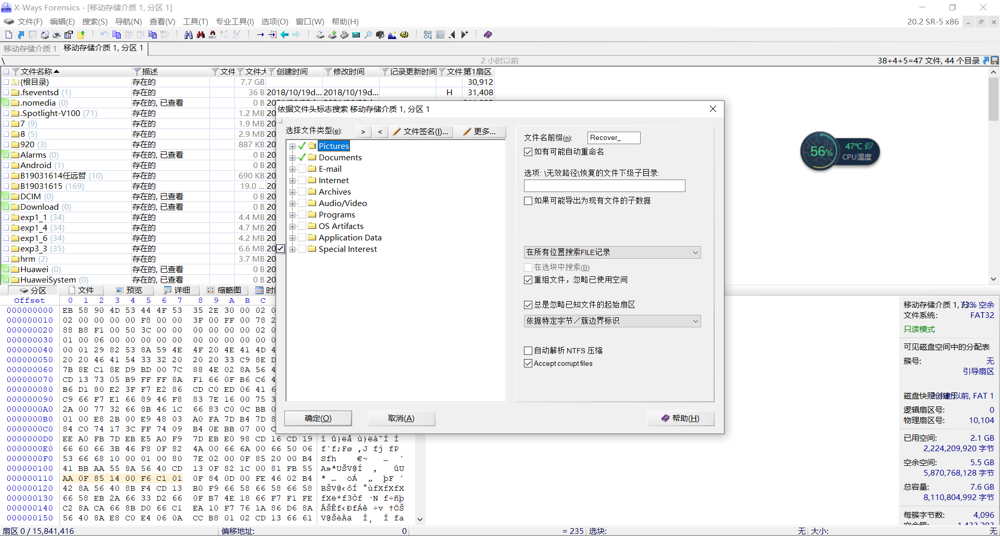 X-Ways Forensics - [移动存储介质 1, 分区 1]
文件(F) 编辑(E) 搜索(S) 导航(N) 查看(V) 工具(T) 专业工具(I) 选项(O) 窗口(W) 帮助(H) 20.2 SR-5 x86
移动存储介质 1 移动存储介质 1, 分区 1
\ 2 小时以前 38+4+5=47 文件, 44 个目录
文件名称 描述 文件 文件大 创建时间 修改时间 记录更新时间 文件 第1扇区
(根目录) 存在的 7.7 GB 30,912
.fseventsd (1) 存在的 36 B 2018/10/19d... 2018/10/19d... H 31,408
.nomedia (0) 存在的, 已查看 0 B
.Spotlight-V100 (71) 存在的 1.2 MB 20
7 (9) 存在的 1.9 MB 20
8 (5) 存在的 2.9 MB 20
920 (3) 存在的 887 KB 20
Alarms (0) 存在的, 已查看 0 B 20
Android (1) 存在的 0 B 20
B19031614任远哲 (10) 存在的 690 KB 20
B19031615 (169) 存在的 19.0 ... 20
DCIM (0) 存在的, 已查看 0 B 20
Download (0) 存在的, 已查看 0 B 20
exp1_1 (34) 存在的 4.4 MB 20
exp1_4 (34) 存在的 4.7 MB 20
exp1_6 (34) 存在的 4.2 MB 20
exp3_3 (35) 存在的 6.6 MB 20
hrm (2) 存在的 3.7 MB 20
Huawei (0) 存在的, 已查看 0 B 20
HuaweiSystem (0) 存在的, 已查看 0 B 20
依据文件头标志搜索 移动存储介质 1, 分区 1
选择文件类型(e): > < 文件签名(I)... 更多...
Pictures
Documents
E-mail
Internet
Archives
Audio/Video
Programs
OS Artifacts
Application Data
Special Interest
文件名前缀(n): Recover_
如有可能自动重命名
选项: \无效路径\恢复的文件下级子目录:
如果可能导出为现有文件的子数据
在所有位置搜索FILE记录
在选块中搜索(B)
重组文件，忽略已使用空间
总是忽略已知文件的起始扇区
依据特定字节／簇边界标识
自动解析 NTFS 压缩
Accept corrupt files
确定(O) 取消(A) 帮助(H)
56% 47℃
CPU温度
分区 文件 预览 详细 缩略图 时间
Offset 0 1 2 3 4 5 6 7 8 9 A B C
000000000 EB 58 90 4D 53 44 4F 53 35 2E 30 00 02 0
000000010 02 00 00 00 00 F8 00 00 3F 00 FF 00 78 2
000000020 88 B8 F1 00 50 3C 00 00 00 00 00 00 02 0
000000030 01 00 06 00 00 00 00 00 00 00 00 00 00 0
000000040 00 01 29 82 53 8A 59 4E 4F 20 4E 41 4D 4
000000050 20 20 46 41 54 33 32 20 20 20 33 C9 8E D
000000060 7B 8E C1 8E D9 BD 00 7C 88 4E 02 8A 56 4
000000070 CD 13 73 05 B9 FF FF 8A F1 66 0F B6 C6 4
000000080 B6 D1 80 E2 3F F7 E2 86 CD C0 ED 06 41 6
000000090 C9 66 F7 E1 66 89 46 F8 83 7E 16 00 75 3
0000000A0 2A 00 77 32 66 8B 46 1C 66 83 C0 0C BB 0
0000000B0 01 00 E8 2B 00 E9 48 03 A0 FA 7D B4 7D 8
0000000C0 84 C0 74 17 3C FF 74 09 B4 0E BB 07 00 C
0000000D0 EE A0 FB 7D EB E5 A0 F9 7D EB E0 98 CD 16 CD 19 î û}ëå ù}ëà˜Í Í
0000000E0 66 60 66 3B 46 F8 0F 82 4A 00 66 6A 00 66 50 06 f`f;Fø ‚J fj fP
0000000F0 53 66 68 10 00 01 00 80 7E 02 00 0F 85 20 00 B4 Sfh €~ … ´
000000100 41 BB AA 55 8A 56 40 CD 13 0F 82 1C 00 81 FB 55 A»ªUŠV@Í ‚ ûU
000000110 AA 0F 85 14 00 F6 C1 01 0F 84 0D 00 FE 46 02 B4 ª … öÁ „ þF ´
000000120 42 8A 56 40 8B F4 CD 13 B0 F9 66 58 66 58 66 58 BŠV@‹ôÍ °ùfXfXfX
000000130 66 58 EB 2A 66 33 D2 66 0F B7 4E 18 66 F7 F1 FE fXë*f3Òf ·N f÷ñþ
000000140 C2 8A CA 66 8B D0 66 C1 EA 10 F7 76 1A 86 D6 8A ÂŠÊf‹ÐfÁê ÷v †ÖŠ
000000150 56 40 8A E8 C0 E4 06 0A CC B8 01 02 CD 13 66 61 V@ŠèÀä Ì¸ Í fa
移动存储介质 1, 73% 空余
文件系统: FAT32
只读模式
可见磁盘空间中的分配表
簇号: 无
引导扇区
磁盘快照创建于 以前, FAT 1
逻辑扇区号: 0
物理扇区号: 10,104
已用空间: 2.1 GB
2,224,209,920 字节
空余空间: 5.5 GB
5,870,768,128 字节
总容量: 7.6 GB
8,110,804,992 字节
每簇字节数: 4,096
扇区 0 / 15,841,416 偏移地址: 0 = 235 选块: 无 大小: 无